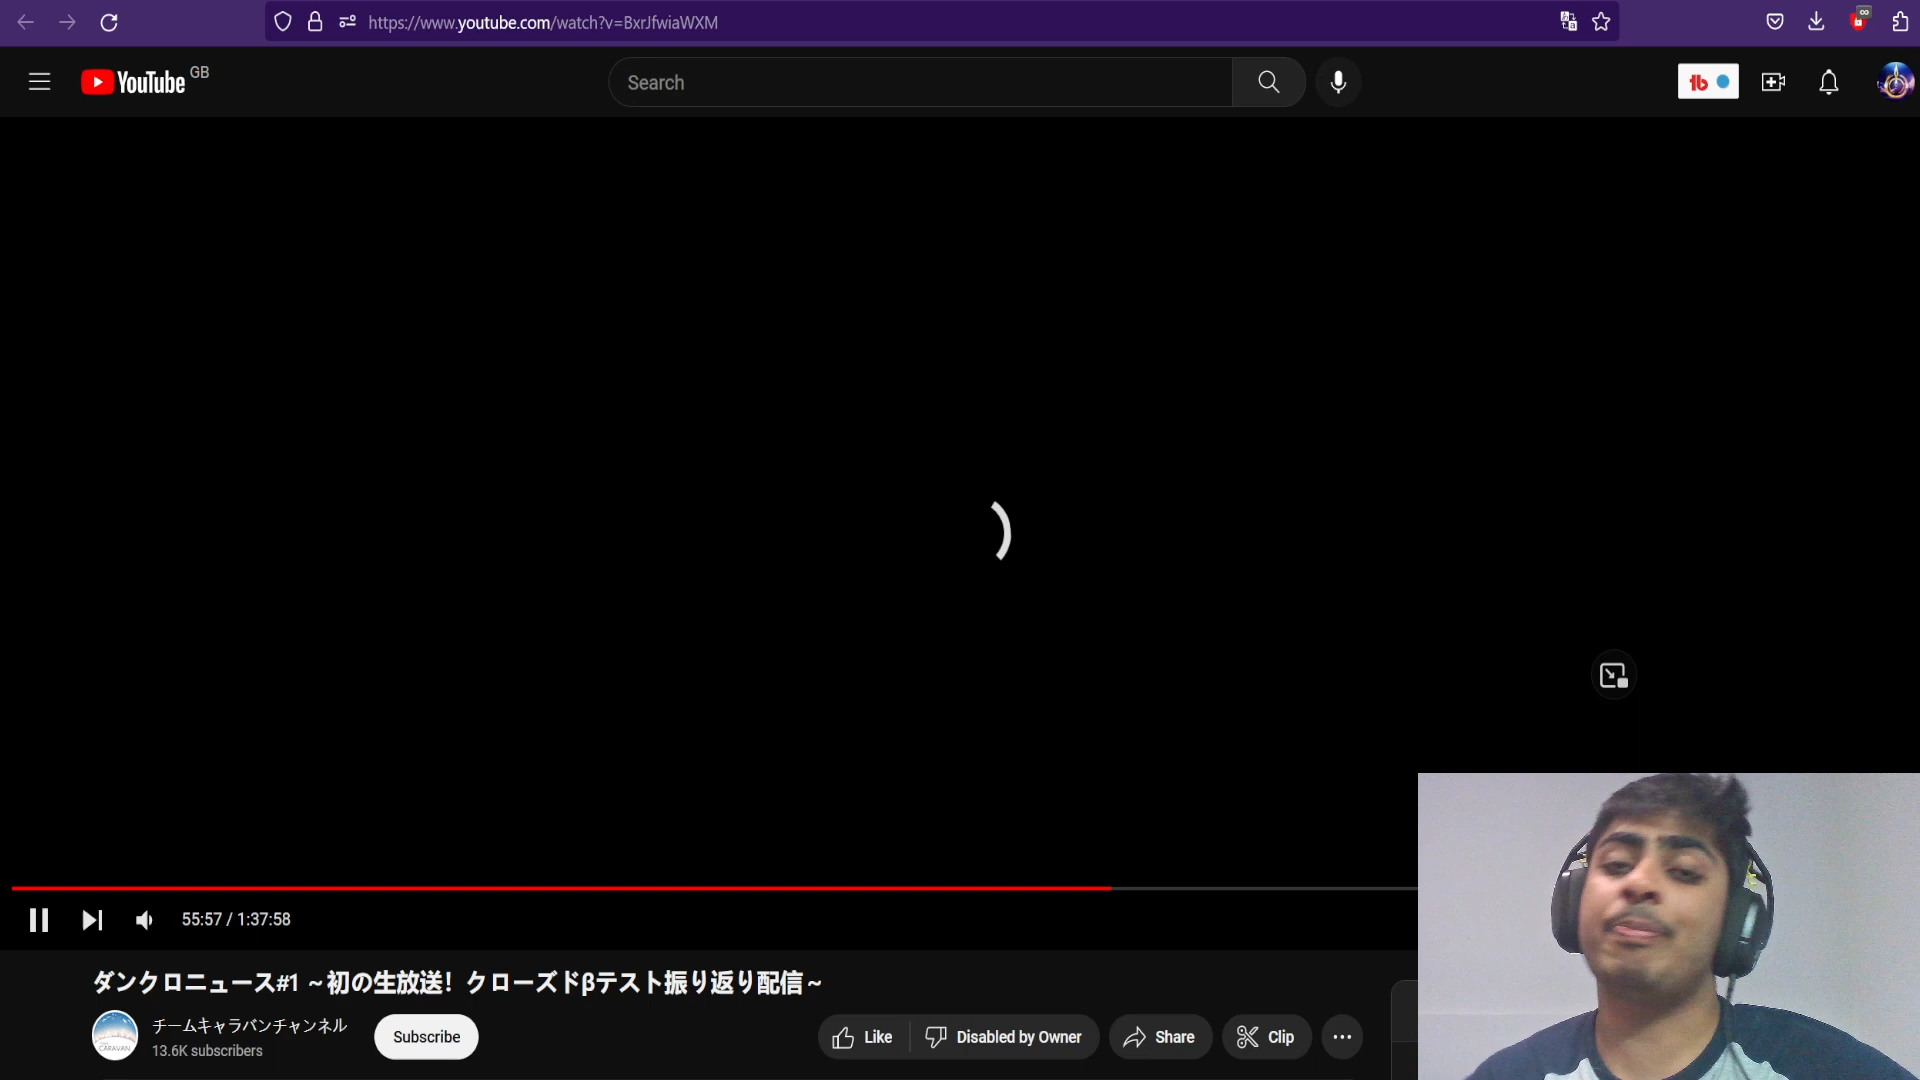 https://www.youtube.com/watch?v=BxrJfwiaWXM
∞
YouTube GB
Search
tb
55:57 / 1:37:58
ダンクロニュース#1 ~初の生放送! クローズドβテスト振り返り配信~
チームキャラバンチャンネル
13.6K subscribers
CARAVAN
Subscribe
Like
Disabled by Owner
Share
Clip